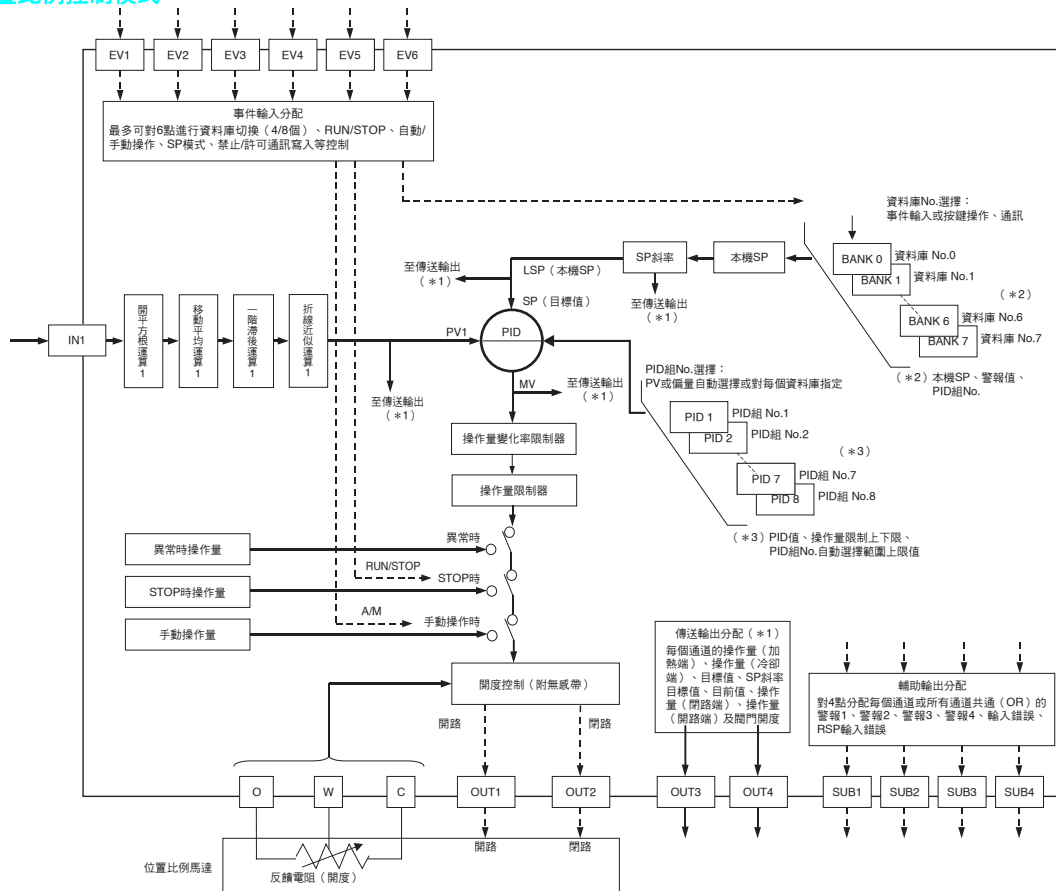 置比例控制模式
EV1 EV2 EV3 EV4 EV5 EV6
事件輸入分配
最多可對6點進行資料庫切換（4/8個）、RUN/STOP、自動/
手動操作、SP模式、禁止/許可通訊寫入等控制
資料庫No.選擇：
事件輸入或按鍵操作、通訊
BANK 0 資料庫 No.0
BANK 1 資料庫 No.1
（＊2）
BANK 6 資料庫 No.6
BANK 7 資料庫 No.7
（＊2）本機SP、警報值、
PID組No.
本機SP
SP斜率
至傳送輸出
（＊1）
LSP（本機SP）
至傳送輸出
（＊1）
SP（目標值）
IN1
開平方根運算1
移動平均運算1
一階滯後運算1
折線近似運算1
PV1
PID
至傳送輸出
（＊1）
MV
至傳送輸出
（＊1）
PID組No.選擇：
PV或偏量自動選擇或對每個資料庫指定
PID 1 PID組 No.1
PID 2 PID組 No.2
（＊3）
PID 7 PID組 No.7
PID 8 PID組 No.8
（＊3）PID值、操作量限制上下限、
PID組No.自動選擇範圍上限值
操作量變化率限制器
操作量限制器
異常時操作量
異常時
RUN/STOP
STOP時操作量
STOP時
A/M
手動操作量
手動操作時
開度控制（附無感帶）
開路
閉路
傳送輸出分配（＊1）
每個通道的操作量（加
熱端）、操作量（冷卻
端）、目標值、SP斜率
目標值、目前值、操作
量（閉路端）、操作量
（開路端）及閥門開度
輔助輸出分配
對4點分配每個通道或所有通道共通（OR）的
警報1、警報2、警報3、警報4、輸入錯誤、
RSP輸入錯誤
O W C OUT1 OUT2 OUT3 OUT4 SUB1 SUB2 SUB3 SUB4
開路
閉路
位置比例馬達
反饋電阻（開度）